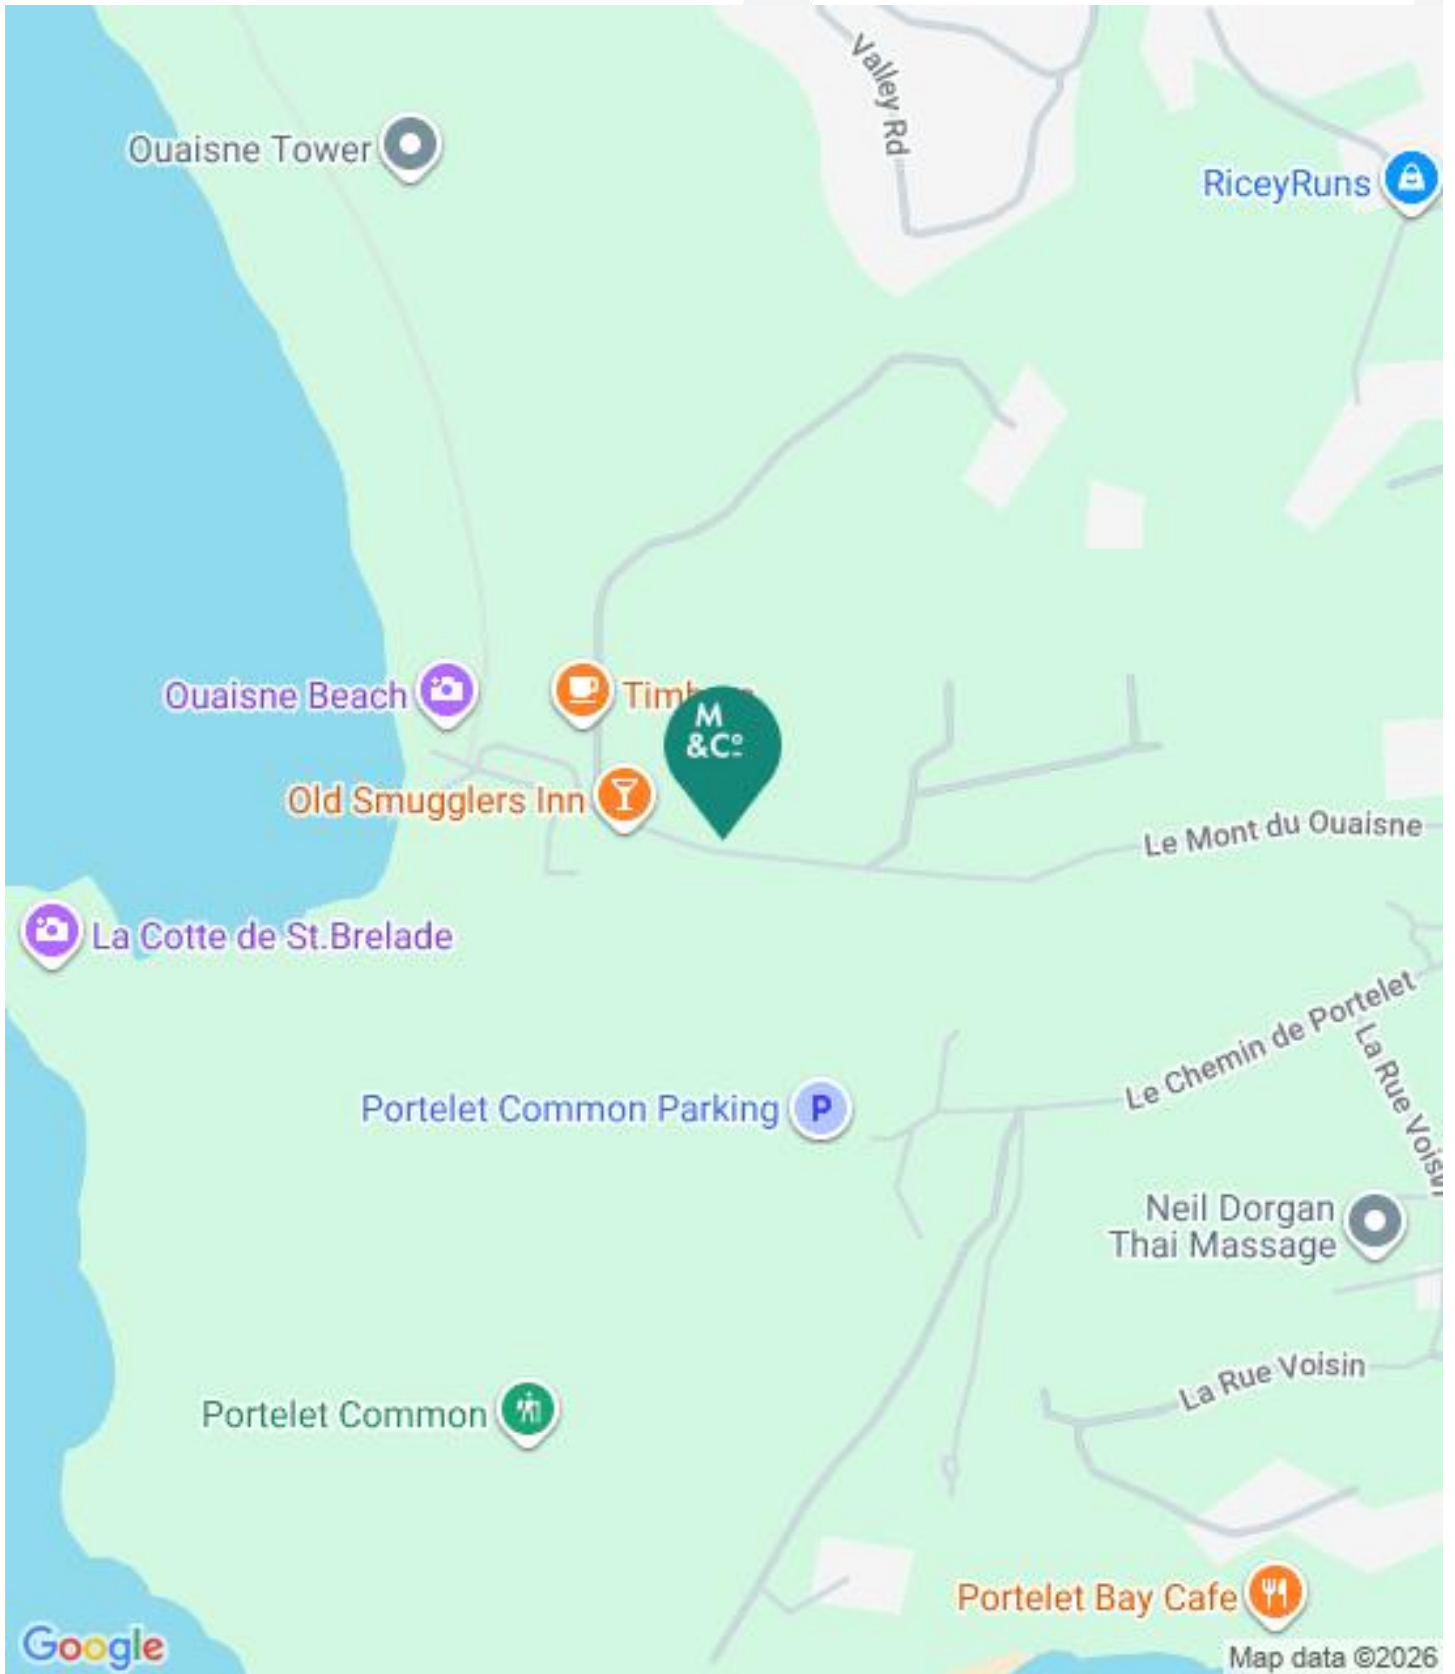 Valley Rd
Ouaisne Tower
RiceyRuns
Ouaisne Beach
M
&Cº
Old Smugglers Inn
Le Mont du Ouaisne
La Cotte de St.Brelade
Le Chemin de Portelet
La Rue Voisin
Portelet Common Parking
P
Neil Dorgan
Thai Massage
La Rue Voisin
Portelet Common
Portelet Bay Cafe
Google
Map data ©2026